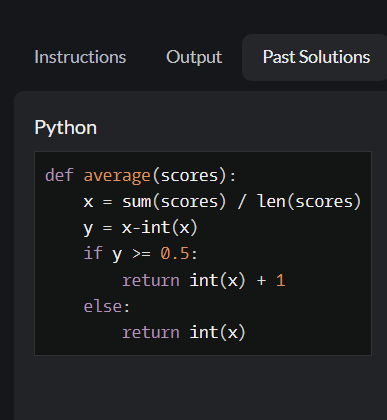 Instructions Output Past Solutions
Python
def average(scores):
    x = sum(scores) / len(scores)
    y = x-int(x)
    if y >= 0.5:
        return int(x) + 1
    else:
        return int(x)